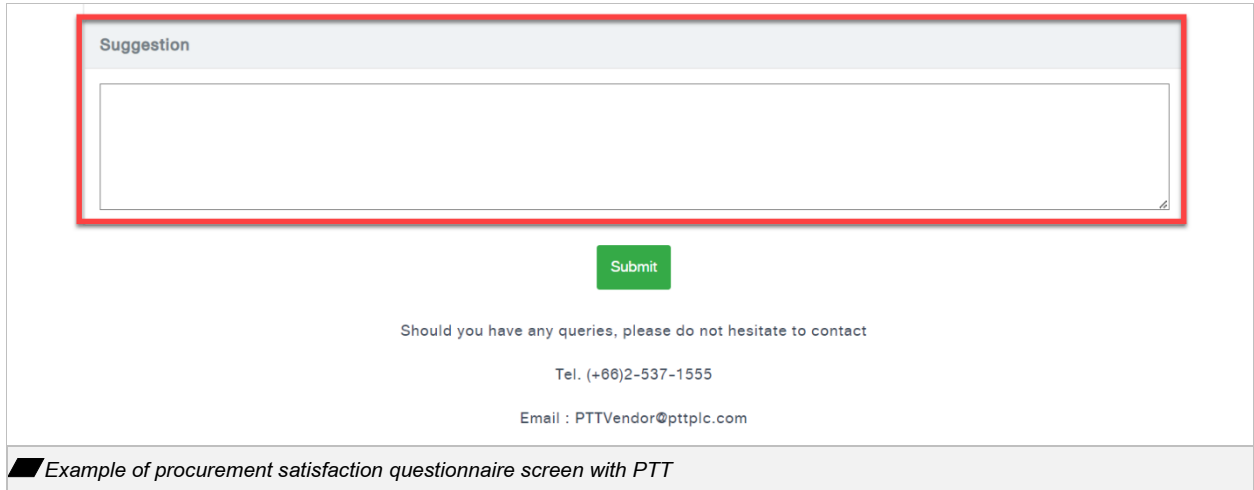 Suggestion
Submit
Should you have any queries, please do not hesitate to contact
Tel. (+66)2-537-1555
Email : PTTVendor@pttplc.com
Example of procurement satisfaction questionnaire screen with PTT